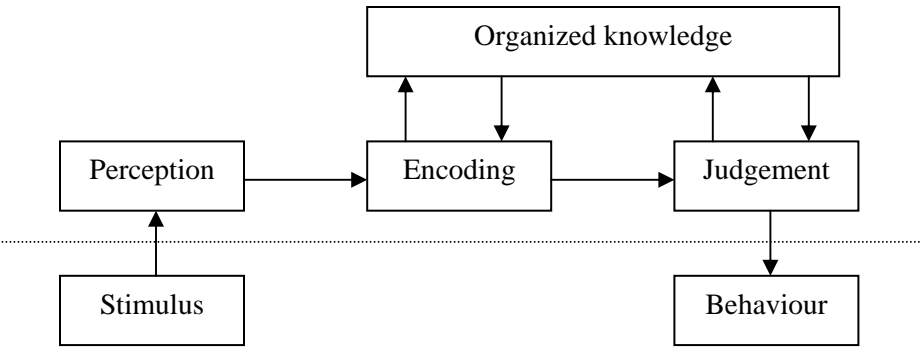 Organized knowledge
Perception
Encoding
Judgement
Stimulus
Behaviour